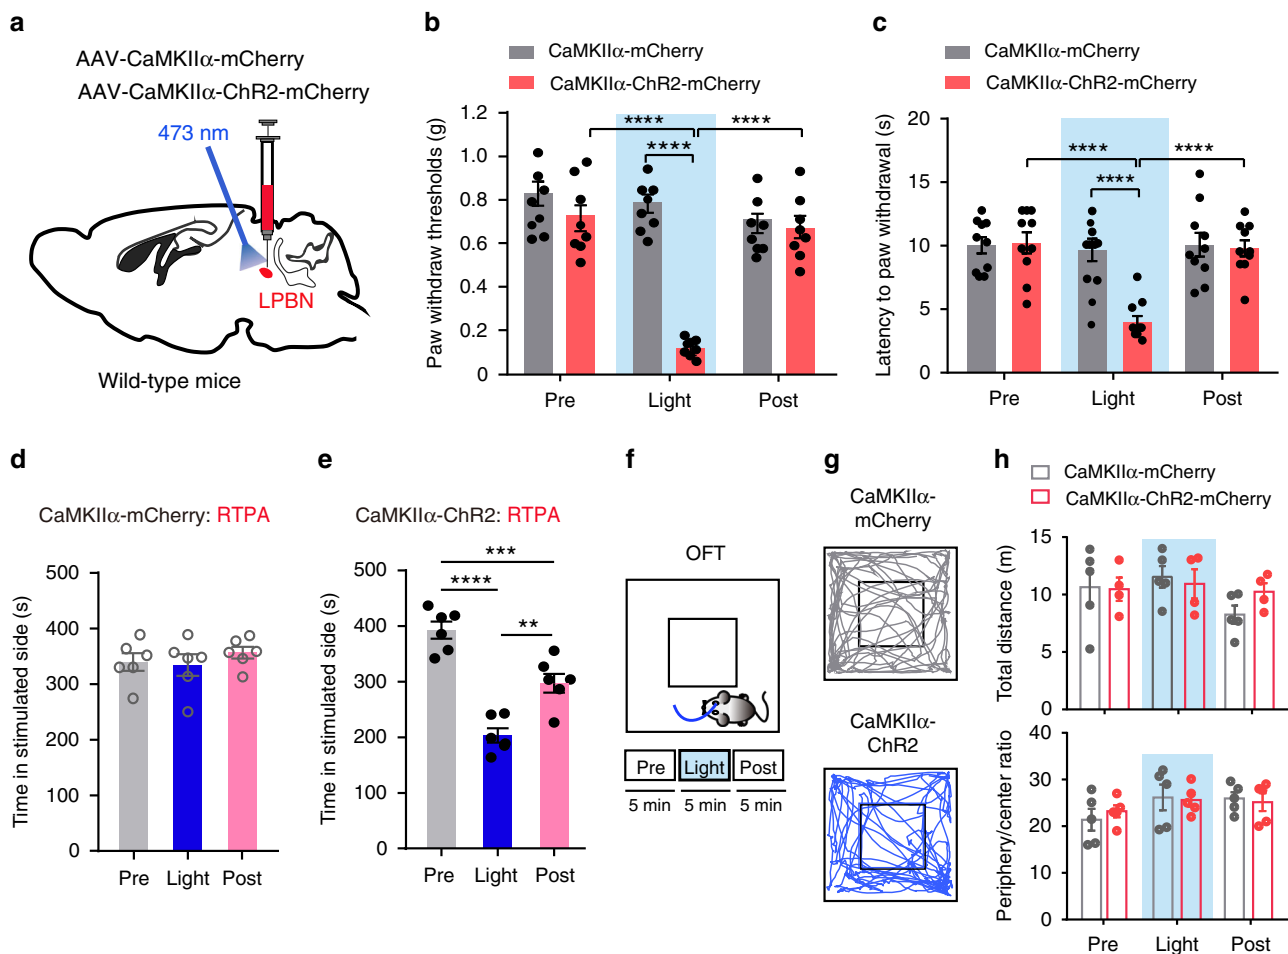 a
AAV-CaMKIIα-mCherry
AAV-CaMKIIα-ChR2-mCherry
473 nm
LPBN
Wild-type mice
b
CaMKIIα-mCherry
CaMKIIα-ChR2-mCherry
Paw withdraw thresholds (g)
1.2
1.0
0.8
0.6
0.4
0.2
0
****
****
****
Pre
Light
Post
c
CaMKIIα-mCherry
CaMKIIα-ChR2-mCherry
Latency to paw withdrawal (s)
20
15
10
5
0
****
****
****
Pre
Light
Post
d
CaMKIIα-mCherry: RTPA
Time in stimulated side (s)
500
400
300
200
100
0
Pre
Light
Post
e
CaMKIIα-ChR2: RTPA
Time in stimulated side (s)
500
400
300
200
100
0
***
****
**
Pre
Light
Post
f
OFT
Pre
Light
Post
5 min
5 min
5 min
g
CaMKIIα-
mCherry
CaMKIIα-
ChR2
h
CaMKIIα-mCherry
CaMKIIα-ChR2-mCherry
Total distance (m)
15
10
5
0
Periphery/center ratio
40
30
20
10
0
Pre
Light
Post